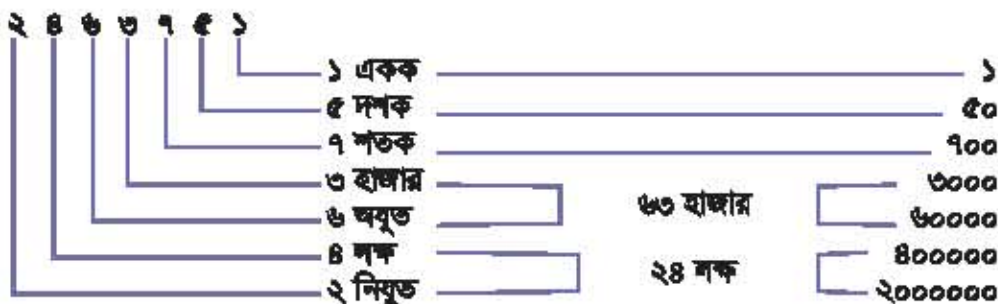 ২ ৪ ৬ ৩ ৭ ৫ ১
১ একক ১
৫ দশক ৫০
৭ শতক ৭০০
৩ হাজার ৩০০০
৬৩ হাজার
৬ অযুত ৬০০০০
৪ লক্ষ ৪০০০০০
২৪ লক্ষ
২ নিযুত ২০০০০০০